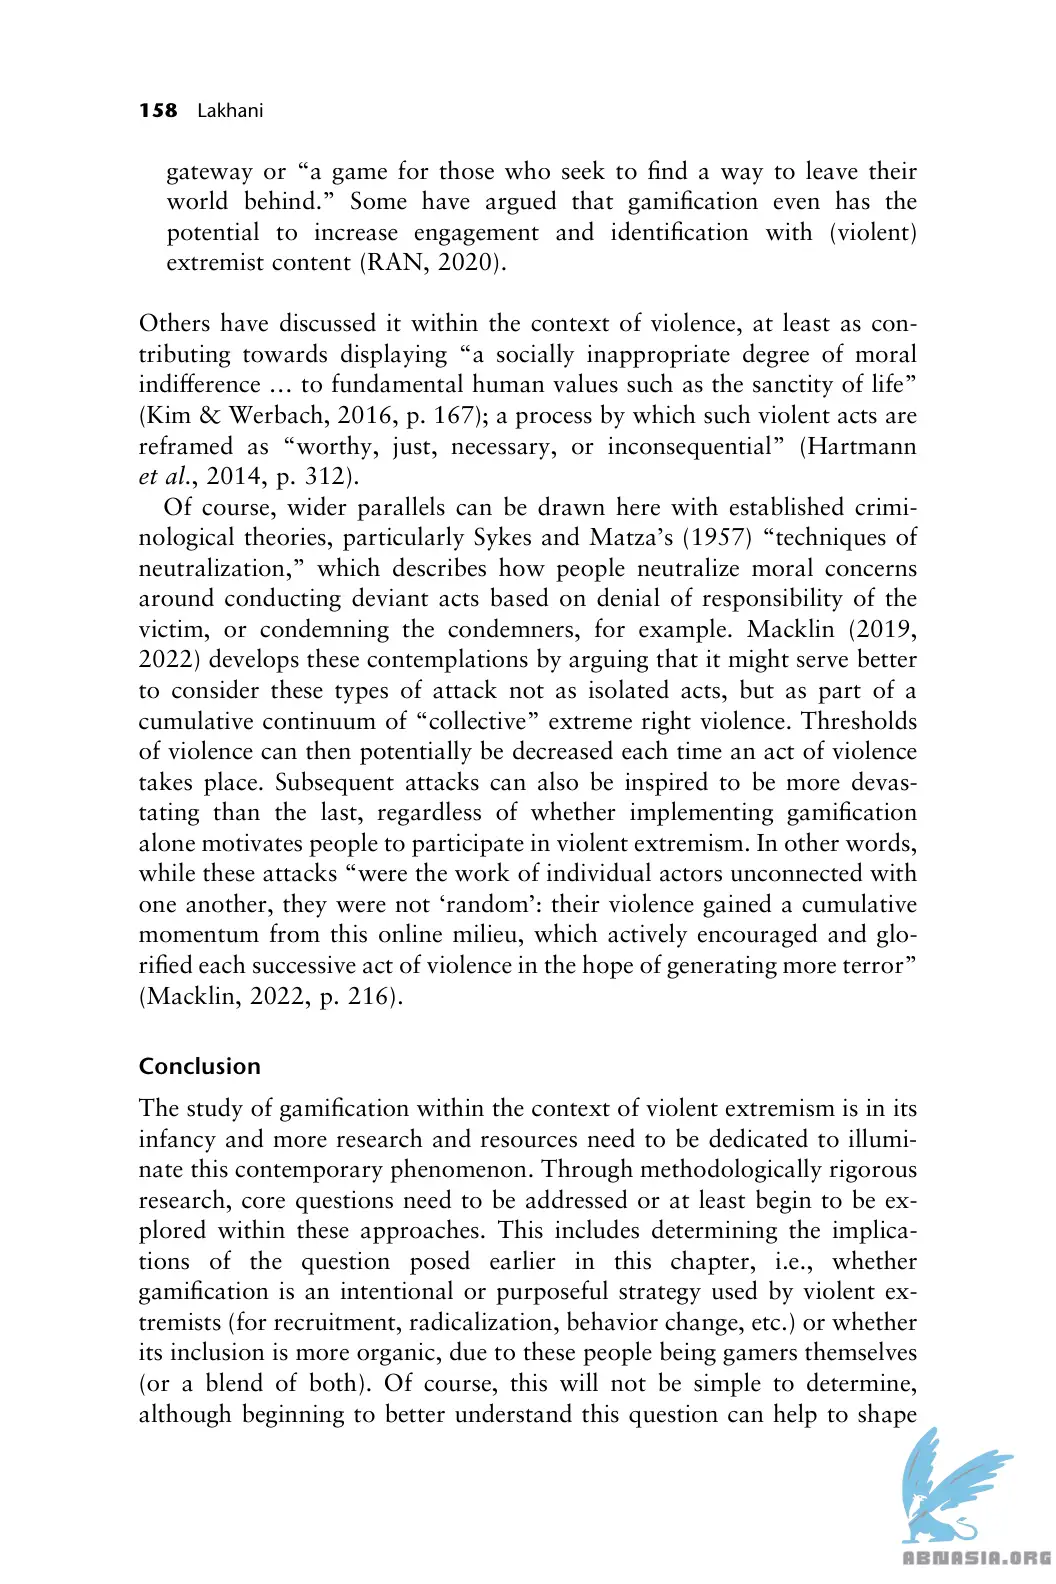 158 Lakhani
gateway or “a game for those who seek to find a way to leave their
world behind.” Some have argued that gamification even has the
potential to increase engagement and identification with (violent)
extremist content (RAN, 2020).
Others have discussed it within the context of violence, at least as con-
tributing towards displaying “a socially inappropriate degree of moral
indifference … to fundamental human values such as the sanctity of life”
(Kim & Werbach, 2016, p. 167); a process by which such violent acts are
reframed as “worthy, just, necessary, or inconsequential” (Hartmann
et al., 2014, p. 312).
Of course, wider parallels can be drawn here with established crimi-
nological theories, particularly Sykes and Matza’s (1957) “techniques of
neutralization,” which describes how people neutralize moral concerns
around conducting deviant acts based on denial of responsibility of the
victim, or condemning the condemners, for example. Macklin (2019,
2022) develops these contemplations by arguing that it might serve better
to consider these types of attack not as isolated acts, but as part of a
cumulative continuum of “collective” extreme right violence. Thresholds
of violence can then potentially be decreased each time an act of violence
takes place. Subsequent attacks can also be inspired to be more devas-
tating than the last, regardless of whether implementing gamification
alone motivates people to participate in violent extremism. In other words,
while these attacks “were the work of individual actors unconnected with
one another, they were not ‘random’: their violence gained a cumulative
momentum from this online milieu, which actively encouraged and glo-
rified each successive act of violence in the hope of generating more terror”
(Macklin, 2022, p. 216).
Conclusion
The study of gamification within the context of violent extremism is in its
infancy and more research and resources need to be dedicated to illumi-
nate this contemporary phenomenon. Through methodologically rigorous
research, core questions need to be addressed or at least begin to be ex-
plored within these approaches. This includes determining the implica-
tions of the question posed earlier in this chapter, i.e., whether
gamification is an intentional or purposeful strategy used by violent ex-
tremists (for recruitment, radicalization, behavior change, etc.) or whether
its inclusion is more organic, due to these people being gamers themselves
(or a blend of both). Of course, this will not be simple to determine,
although beginning to better understand this question can help to shape
ABNASIA.ORG